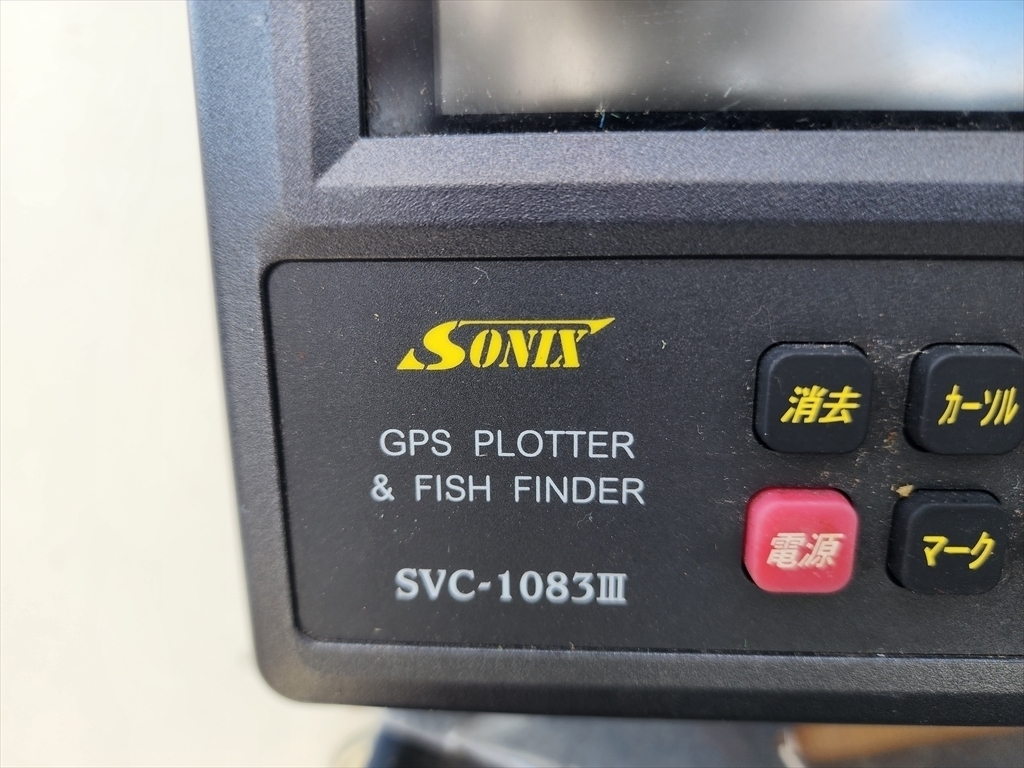 SONIX
GPS PLOTTER
& FISH FINDER
SVC-1083III
消去
カーソル
電源
マーク